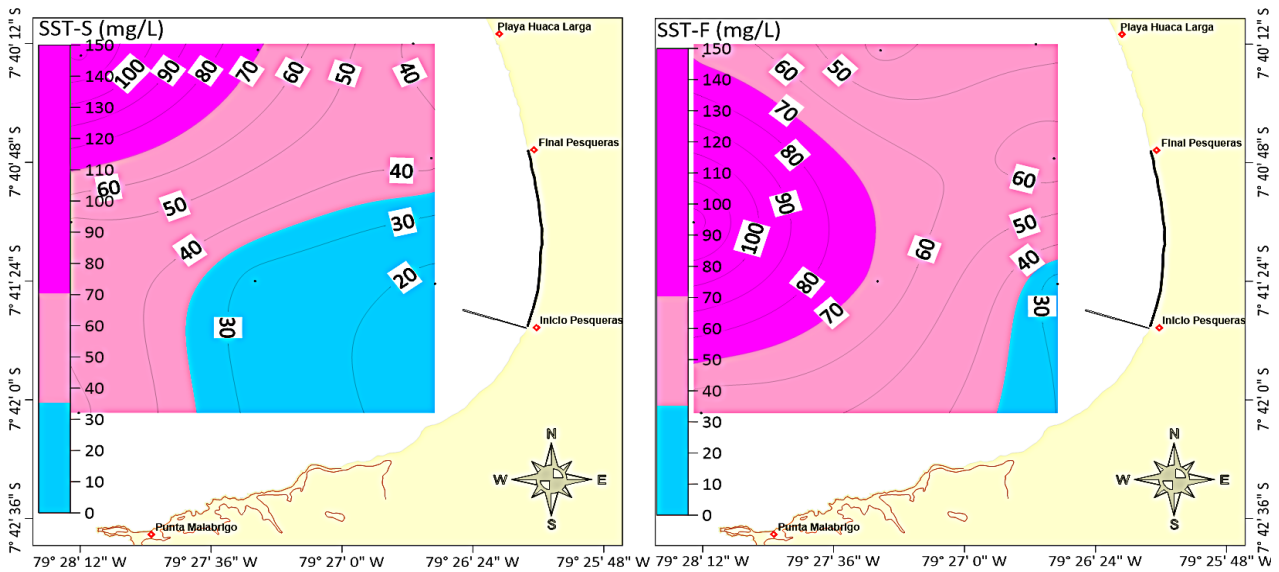 SST-S (mg/L)
150
140
130
120
110
100
90
80
70
60
50
40
30
20
10
0
100
90
80
70
60
50
40
60
50
40
40
30
20
30
Playa Huaca Larga
Final Pesqueras
Inicio Pesqueras
Punta Malabrigo
N
W E
S
7° 40' 12" S
7° 40' 48" S
7° 41' 24" S
7° 42' 0" S
7° 42' 36" S
79° 28' 12" W 79° 27' 36" W 79° 27' 0" W 79° 26' 24" W 79° 25' 48" W
SST-F (mg/L)
150
140
130
120
110
100
90
80
70
60
50
40
30
20
10
0
60
50
70
80
90
100
80
70
60
60
50
40
30
Playa Huaca Larga
Final Pesqueras
Inicio Pesqueras
Punta Malabrigo
N
W E
S
7° 40' 12" S
7° 40' 48" S
7° 41' 24" S
7° 42' 0" S
7° 42' 36" S
79° 28' 12" W 79° 27' 36" W 79° 27' 0" W 79° 26' 24" W 79° 25' 48" W